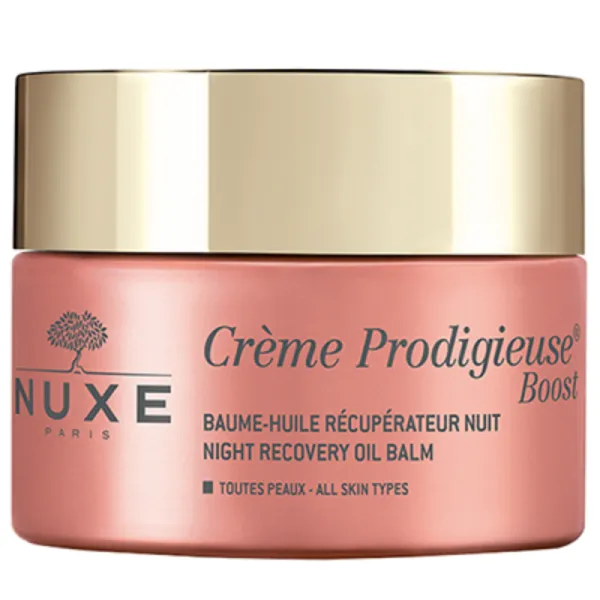 NUXE
PARIS
Crème Prodigieuse®
Boost
BAUME-HUILE RÉCUPÉRATEUR NUIT
NIGHT RECOVERY OIL BALM
■ TOUTES PEAUX - ALL SKIN TYPES